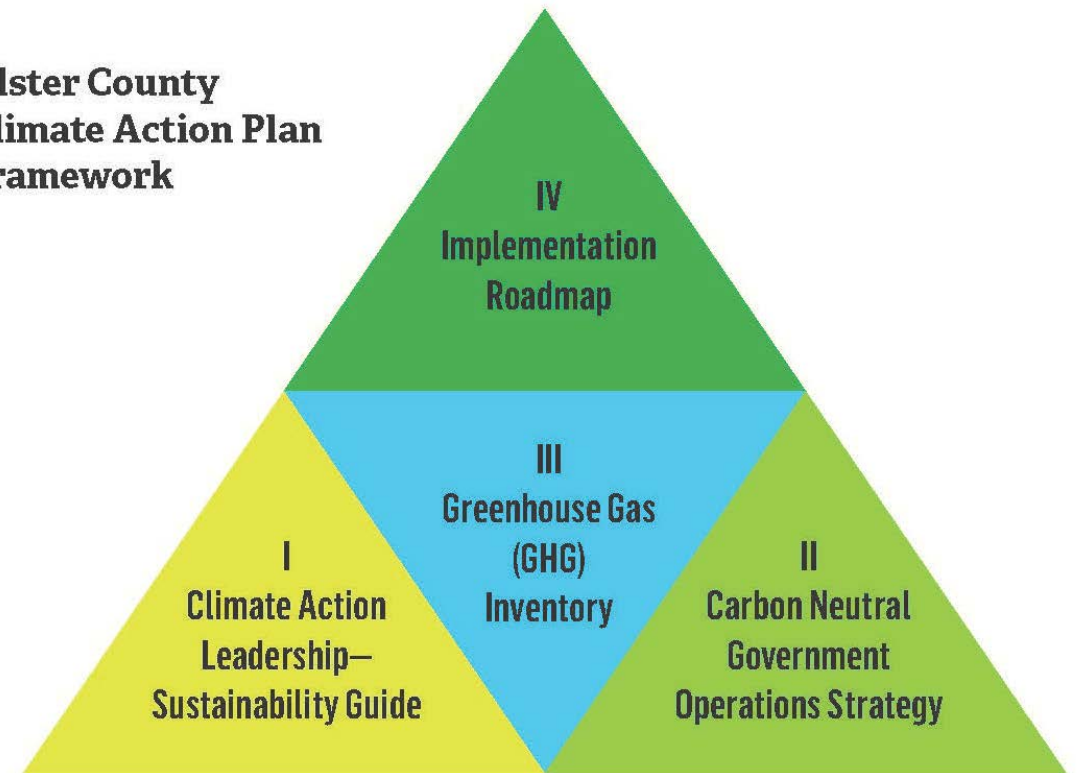 lster County
limate Action Plan
ramework
IV
Implementation
Roadmap
III
Greenhouse Gas
(GHG)
Inventory
I
Climate Action
Leadership—
Sustainability Guide
II
Carbon Neutral
Government
Operations Strategy